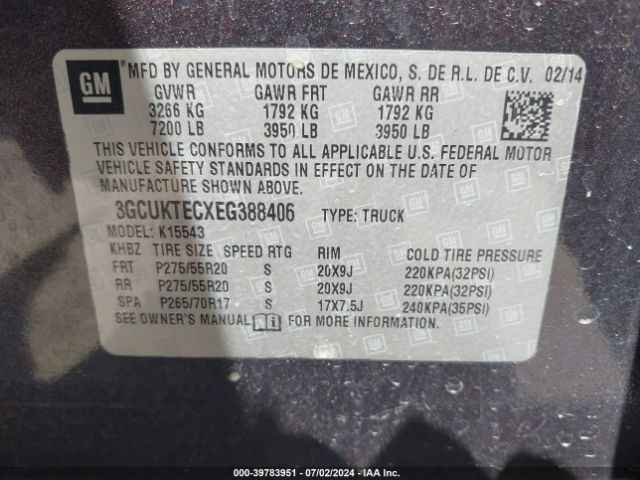 GM
"MFD BY GENERAL MOTORS DE MEXICO, S. DE R.L. DE C.V. 02/14
GVWR GAWR FRT GAWR RR
3266 KG 1792 KG 1792 KG
7200 LB 3950 LB 3950 LB
THIS VEHICLE CONFORMS TO ALL APPLICABLE U.S. FEDERAL MOTOR
VEHICLE SAFETY STANDARDS IN EFFECT ON THE DATE OF
MANUFACTURE SHOWN ABOVE.
3GCUKTECXEG388406 TYPE: TRUCK
MODEL: K15543
KHBZ TIRE SIZE SPEED RTG RIM COLD TIRE PRESSURE
FRT P275/55R20 S 20X9J 220KPA(32PSI)
RR P275/55R20 S 20X9J 220KPA(32PSI)
SPA P265/70R17 S 17X7.5J 240KPA(35PSI)
SEE OWNER'S MANUAL FOR MORE INFORMATION.
000-39783951 - 07/02/2024 - IAA Inc.